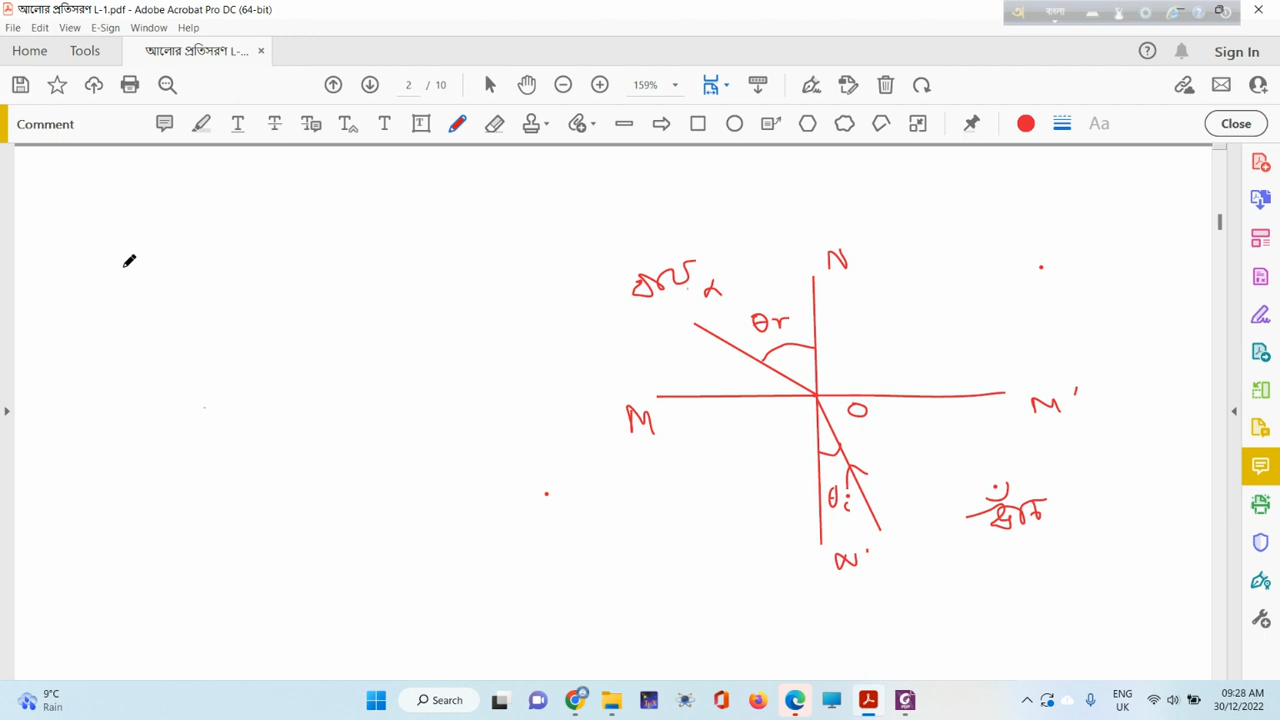 আলোর প্রতিসরণ L-1.pdf - Adobe Acrobat Pro DC (64-bit)
বাংলা
File Edit View E-Sign Window Help
Home Tools আলোর প্রতিসরণ L-... × Sign In
2 / 10 159%
Comment T T T T T Aa Close
N
θr
M O M'
θi
N'
9°C
Rain
Search
ENG
UK
09:28 AM
30/12/2022